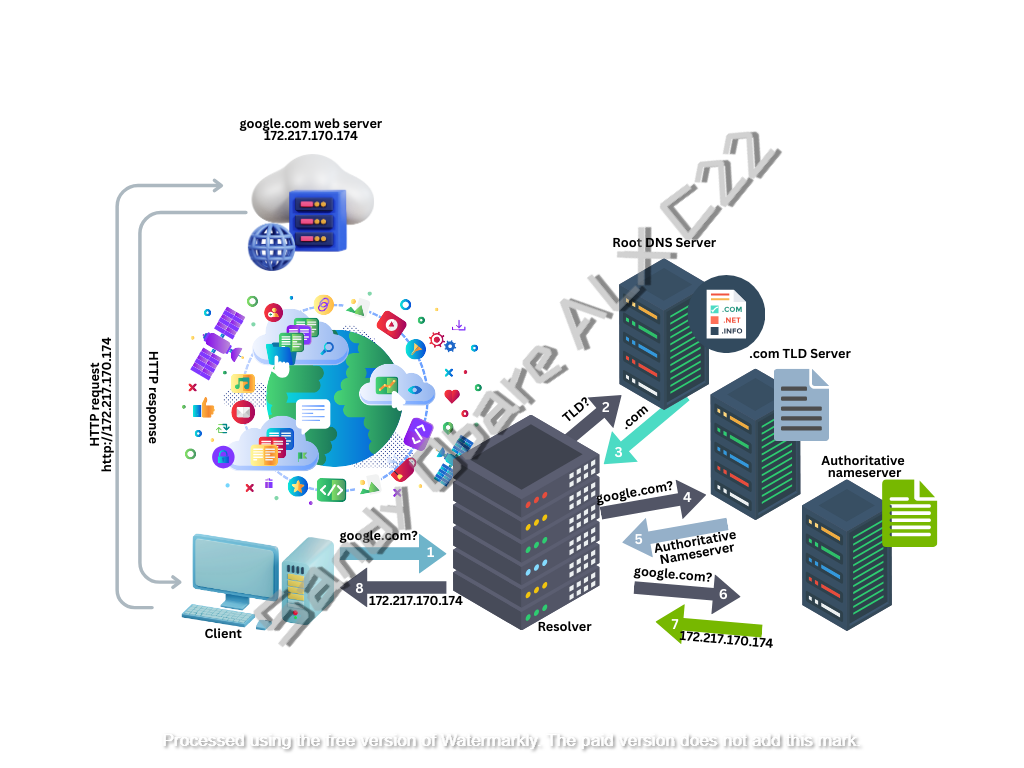 google.com web server
172.217.170.174
Root DNS Server
.COM
.NET
.INFO
.com TLD Server
Authoritative
nameserver
HTTP request
http://172.217.170.174
HTTP response
TLD?
2
.com
3
google.com?
4
5
Authoritative
Nameserver
google.com?
6
7
172.217.170.174
google.com?
1
8
172.217.170.174
Client
Resolver
Sandy Clpare ALX C22
Processed using the free version of Watermarkly. The paid version does not add this mark.